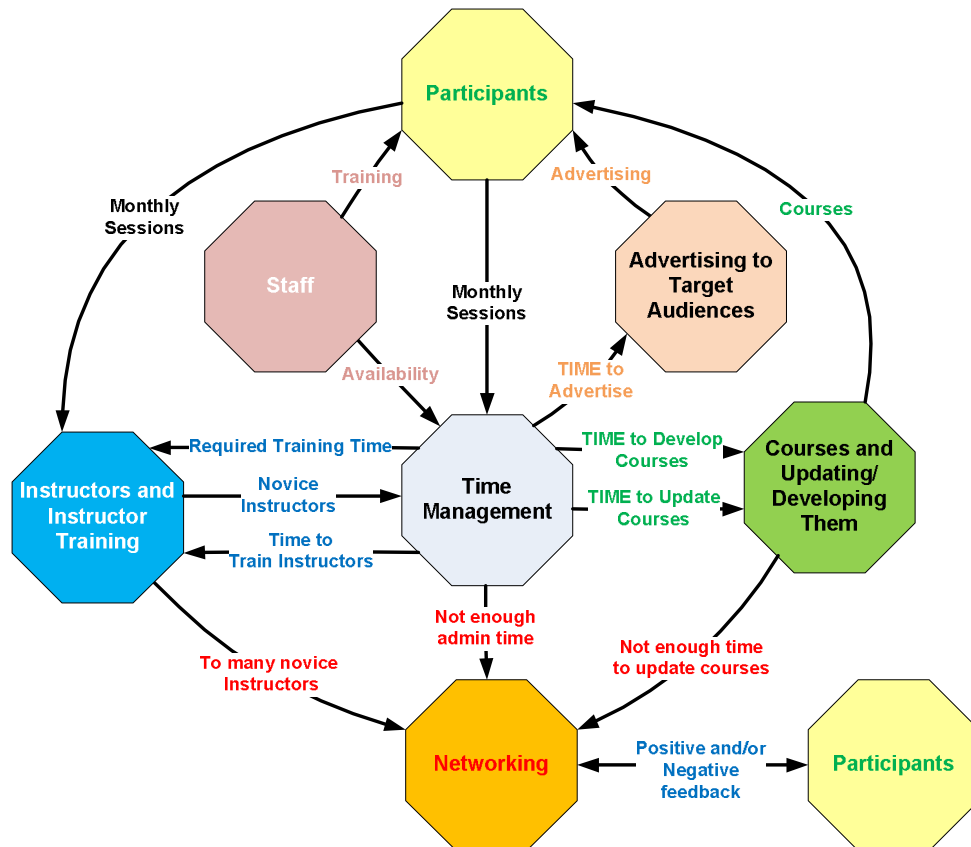 Participants
Training
Advertising
Monthly
Sessions
Courses
Staff
Advertising to
Target
Audiences
Monthly
Sessions
Availability
TIME to
Advertise
Required Training Time
TIME to Develop
Courses
Instructors and
Instructor
Training
Novice
Instructors
Time
Management
TIME to Update
Courses
Courses and
Updating/
Developing
Them
Time to
Train Instructors
Not enough
admin time
To many novice
Instructors
Not enough time
to update courses
Networking
Positive and/or
Negative
feedback
Participants